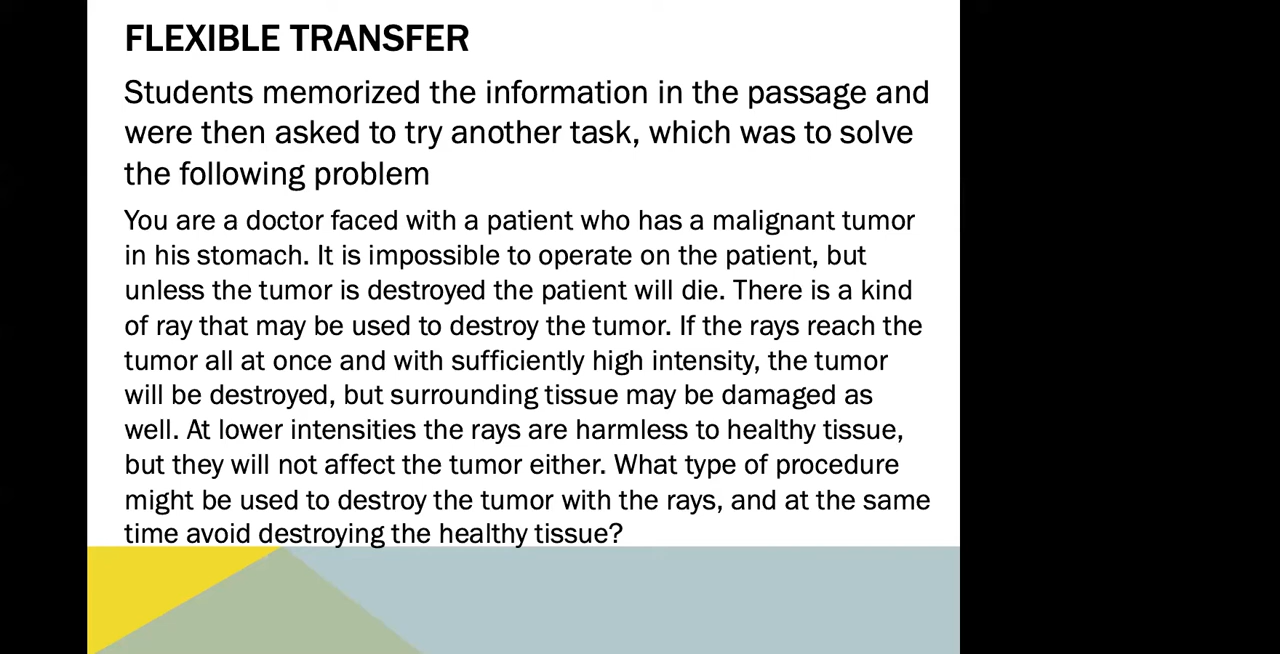 FLEXIBLE TRANSFER
Students memorized the information in the passage and
were then asked to try another task, which was to solve
the following problem
You are a doctor faced with a patient who has a malignant tumor
in his stomach. It is impossible to operate on the patient, but
unless the tumor is destroyed the patient will die. There is a kind
of ray that may be used to destroy the tumor. If the rays reach the
tumor all at once and with sufficiently high intensity, the tumor
will be destroyed, but surrounding tissue may be damaged as
well. At lower intensities the rays are harmless to healthy tissue,
but they will not affect the tumor either. What type of procedure
might be used to destroy the tumor with the rays, and at the same
time avoid destroying the healthy tissue?